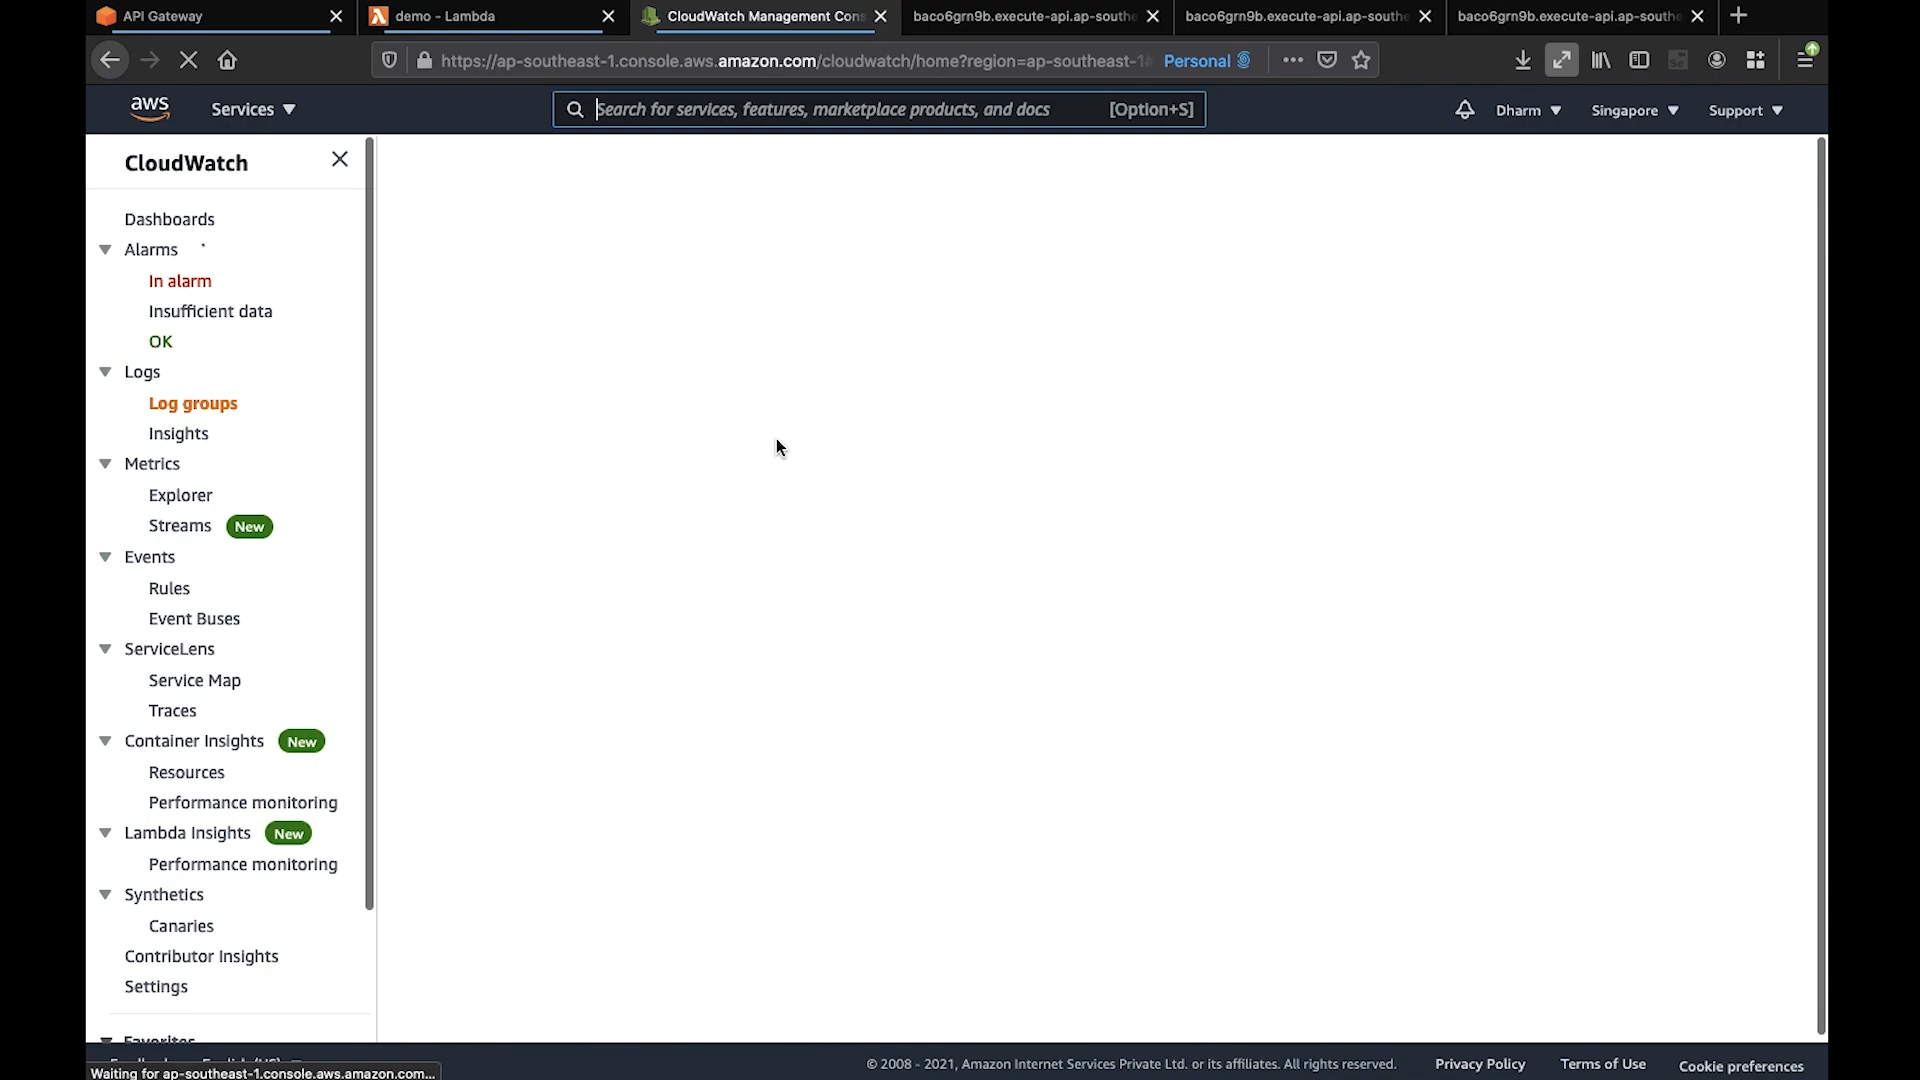 API Gateway
demo - Lambda
CloudWatch Management Con
baco6grn9b.execute-api.ap-southe
baco6grn9b.execute-api.ap-southe
baco6grn9b.execute-api.ap-southe
https://ap-southeast-1.console.aws.amazon.com/cloudwatch/home?region=ap-southeast-1#
Personal
aws
Services
Search for services, features, marketplace products, and docs
[Option+S]
Dharm
Singapore
Support
CloudWatch
Dashboards
Alarms
In alarm
Insufficient data
OK
Logs
Log groups
Insights
Metrics
Explorer
Streams New
Events
Rules
Event Buses
ServiceLens
Service Map
Traces
Container Insights New
Resources
Performance monitoring
Lambda Insights New
Performance monitoring
Synthetics
Canaries
Contributor Insights
Settings
Favorites
© 2008 - 2021, Amazon Internet Services Private Ltd. or its affiliates. All rights reserved.
Privacy Policy
Terms of Use
Cookie preferences
Waiting for ap-southeast-1.console.aws.amazon.com...